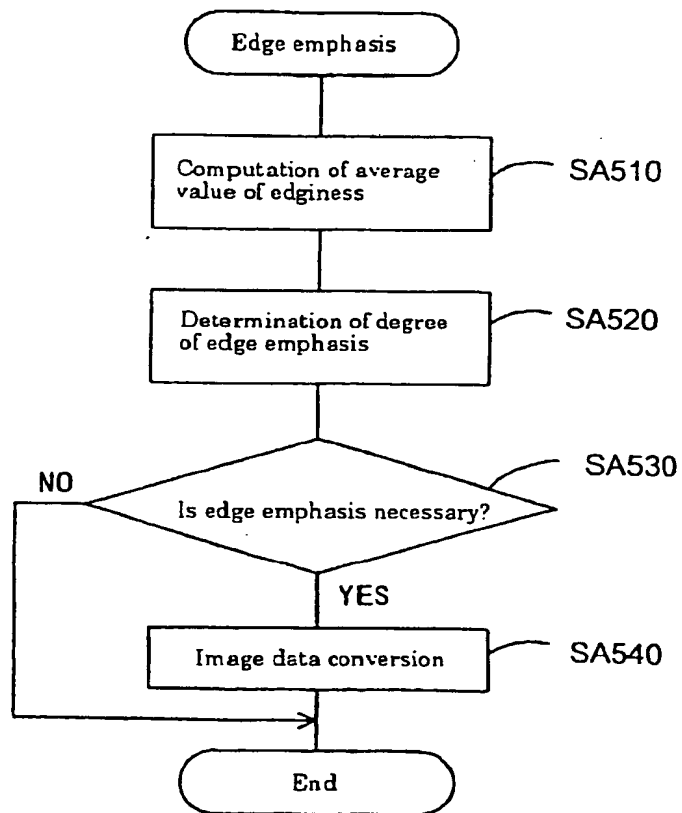 Edge emphasis
Computation of average
value of edginess
SA510
Determination of degree
of edge emphasis
SA520
SA530
NO
Is edge emphasis necessary?
YES
Image data conversion
SA540
End